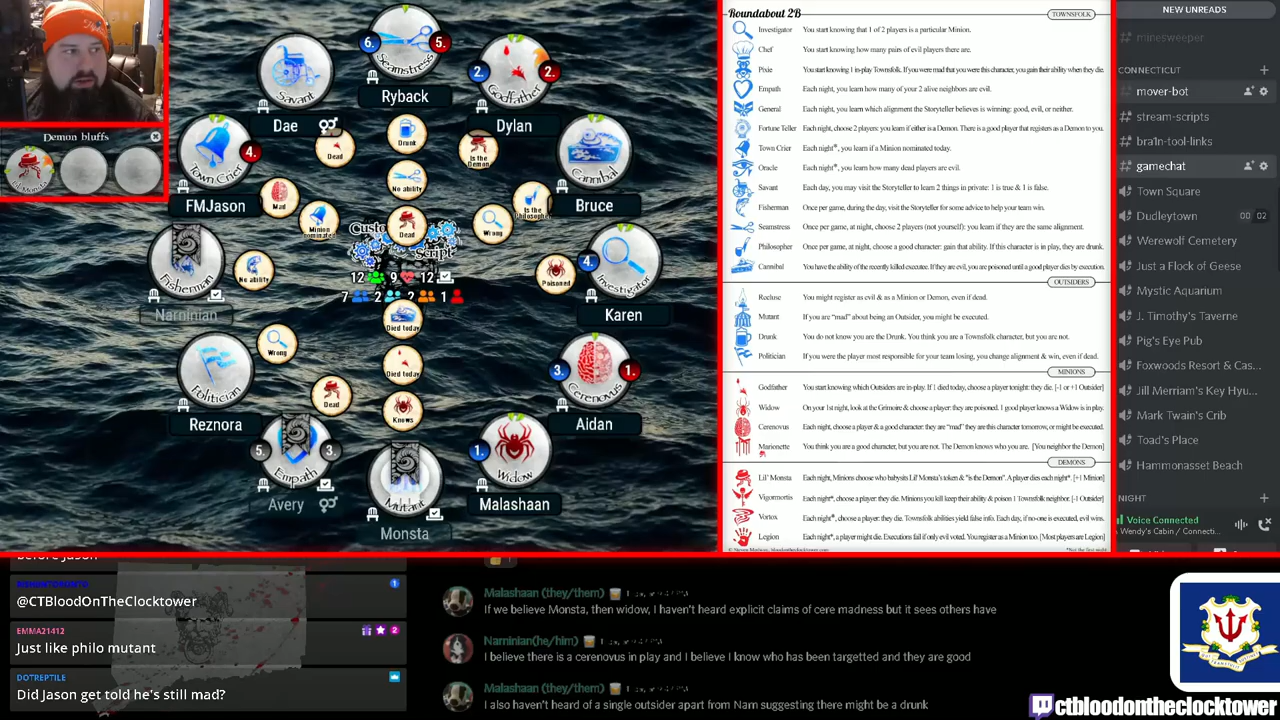 Demon bluffs
Savant
Dae
Seamstress
6.
5.
Ryback
Godfather
2.
2.
Dylan
Town Crier
4.
FMJason
Cannibal
Bruce
Fisherman
Narninian
Investigator
4.
Karen
Politician
Reznora
Cerenovus
3.
1.
Aidan
Empath
5.
3.
Avery
Mutant
Monsta
Widow
1.
Malashaan
Dead
Drunk
Is the Demon
Mad
No ability
Is the Philosopher
Minion nominated
Dead
Wrong
No ability
Poisoned
Custom Script
12 9 12
7 2 2 1
Died today
Wrong
Died today
Dead
Knows
Roundabout 2B
TOWNSFOLK
Investigator You start knowing that 1 of 2 players is a particular Minion.
Chef You start knowing how many pairs of evil players there are.
Pixie You start knowing 1 in-play Townsfolk. If you were mad that you were this character, you gain their ability when they die.
Empath Each night, you learn how many of your 2 alive neighbors are evil.
General Each night, you learn which alignment the Storyteller believes is winning: good, evil, or neither.
Fortune Teller Each night, choose 2 players: you learn if either is a Demon. There is a good player that registers as a Demon to you.
Town Crier Each night*, you learn if a Minion nominated today.
Oracle Each night*, you learn how many dead players are evil.
Savant Each day, you may visit the Storyteller to learn 2 things in private: 1 is true & 1 is false.
Fisherman Once per game, during the day, visit the Storyteller for some advice to help your team win.
Seamstress Once per game, at night, choose 2 players (not yourself): you learn if they are the same alignment.
Philosopher Once per game, at night, choose a good character: gain that ability. If this character is in play, they are drunk.
Cannibal You have the ability of the recently killed executee. If they are evil, you are poisoned until a good player dies by execution.
OUTSIDERS
Recluse You might register as evil & as a Minion or Demon, even if dead.
Mutant If you are "mad" about being an Outsider, you might be executed.
Drunk You do not know you are the Drunk. You think you are a Townsfolk character, but you are not.
Politician If you were the player most responsible for your team losing, you change alignment & win, even if dead.
MINIONS
Godfather You start knowing which Outsiders are in-play. If 1 died today, choose a player tonight: they die. [-1 or +1 Outsider]
Widow On your 1st night, look at the Grimoire & choose a player: they are poisoned. 1 good player knows a Widow is in play.
Cerenovus Each night, choose a player & a good character: they are "mad" they are this character tomorrow, or might be executed.
Marionette You think you are a good character, but you are not. The Demon knows who you are. [You neighbor the Demon]
DEMONS
Lil' Monsta Each night, Minions choose who babysits Lil' Monsta's token & "is the Demon". A player dies each night*. [+1 Minion]
Vigormortis Each night*, choose a player: they die. Minions you kill keep their ability & poison 1 Townsfolk neighbor. [-1 Outsider]
Vortox Each night*, choose a player: they die. Townsfolk abilities yield false info. Each day, if no-one is executed, evil wins.
Legion Each night*, a player might die. Executions fail if only evil voted. You register as a Minion too. [Most players are Legion]
NEW UNREADS
minesweeper
CONNECTICUT
mover-bot
stream-scripts
bra1n-tool-links
gamechat
Town Square
Dudleytown 00 02
Werewolf Cemetery
Just a Flock of Geese
Mystic Aquarium
J. Timothy's Taverne
Pig's Eye Pub
Foxwoods Resort & Cas...
Jill Merriam's Key Hyu...
Mark Twain's Crib
Toad's Place
Hammonasset Beach
NIGHT
Voice Connected
Wendy's Cabin / Connecti...
before Jason
1
@CTBloodOnTheClocktower
EMMA21412
2
Just like philo mutant
DOTREPTILE
Did Jason get told he's still mad?
Malashaan (they/them)
If we believe Monsta, then widow, I haven't heard explicit claims of cere madness but it sees others have
Narninian(he/him)
I believe there is a cerenovus in play and I believe I know who has been targetted and they are good
Malashaan (they/them)
I also haven't heard of a single outsider apart from Narn suggesting there might be a drunk
ctbloodontheclocktower